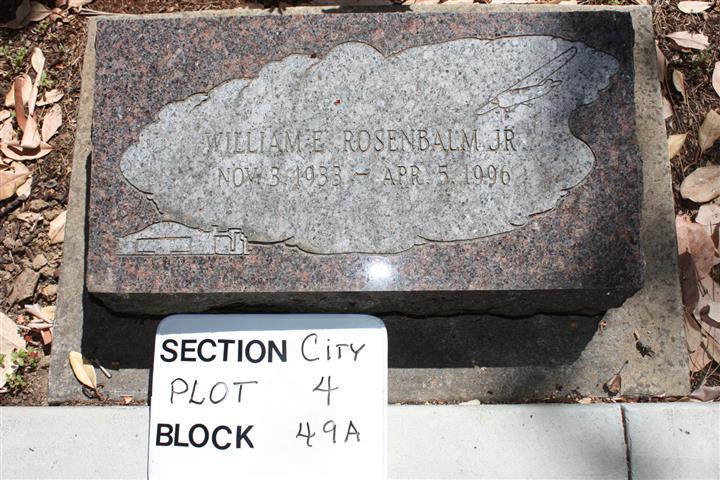 WILLIAM E. ROSENBALM JR.
NOV. 3, 1933 – APR. 5, 1996
SECTION City
PLOT 4
BLOCK 49A